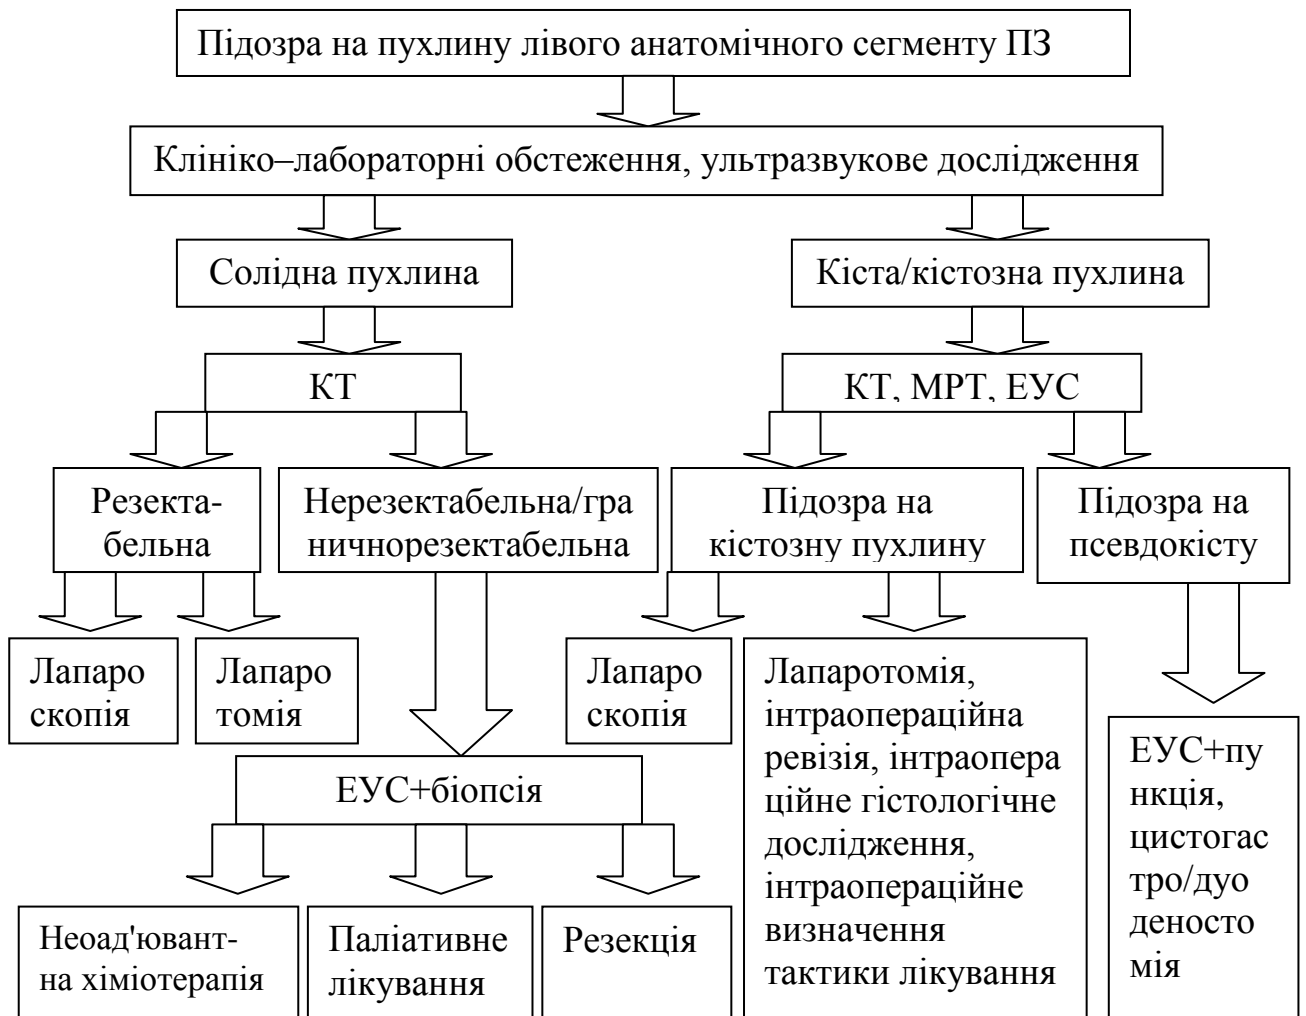 Підозра на пухлину лівого анатомічного сегменту ПЗ
Клініко–лабораторні обстеження, ультразвукове дослідження
Солідна пухлина
Кіста/кістозна пухлина
КТ
КТ, МРТ, ЕУС
Резекта-
бельна
Нерезектабельна/гра
ничнорезектабельна
Підозра на
кістозну пухлину
Підозра на
псевдокісту
Лапаро
скопія
Лапаро
томія
Лапаро
скопія
Лапаротомія,
інтраопераційна
ревізія, інтраопера
ційне гістологічне
дослідження,
інтраопераційне
визначення
тактики лікування
ЕУС+пу
нкція,
цистогас
тро/дуо
деносто
мія
ЕУС+біопсія
Неоад'ювант-
на хіміотерапія
Паліативне
лікування
Резекція